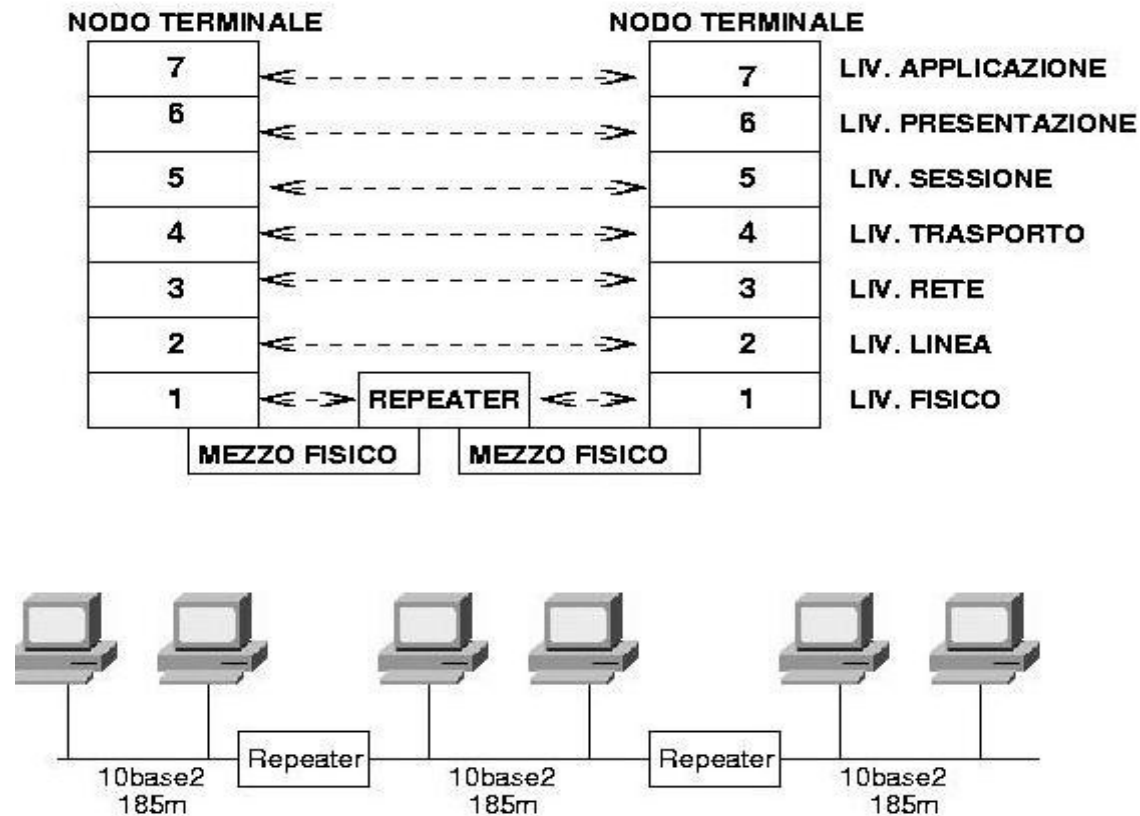 NODO TERMINALE NODO TERMINALE
7 7 LIV. APPLICAZIONE
6 6 LIV. PRESENTAZIONE
5 5 LIV. SESSIONE
4 4 LIV. TRASPORTO
3 3 LIV. RETE
2 2 LIV. LINEA
1 REPEATER 1 LIV. FISICO
MEZZO FISICO MEZZO FISICO
Repeater Repeater
10base2 10base2 10base2
185m 185m 185m